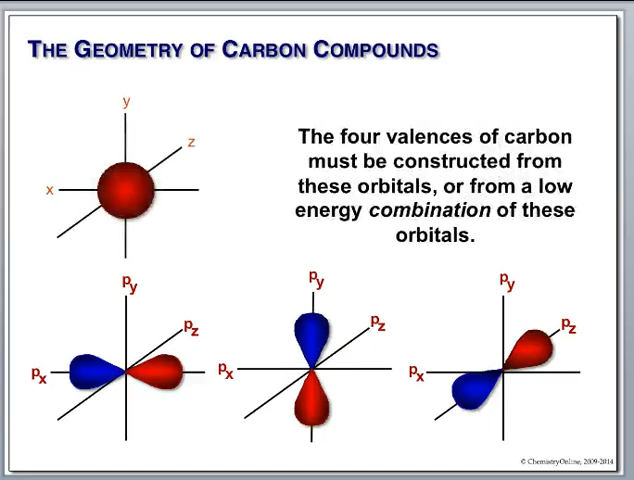 THE GEOMETRY OF CARBON COMPOUNDS
y
z
x
The four valences of carbon
must be constructed from
these orbitals, or from a low
energy combination of these
orbitals.
py
pz
px
py
pz
px
py
pz
px
© ChemistryOnline, 2009-2014